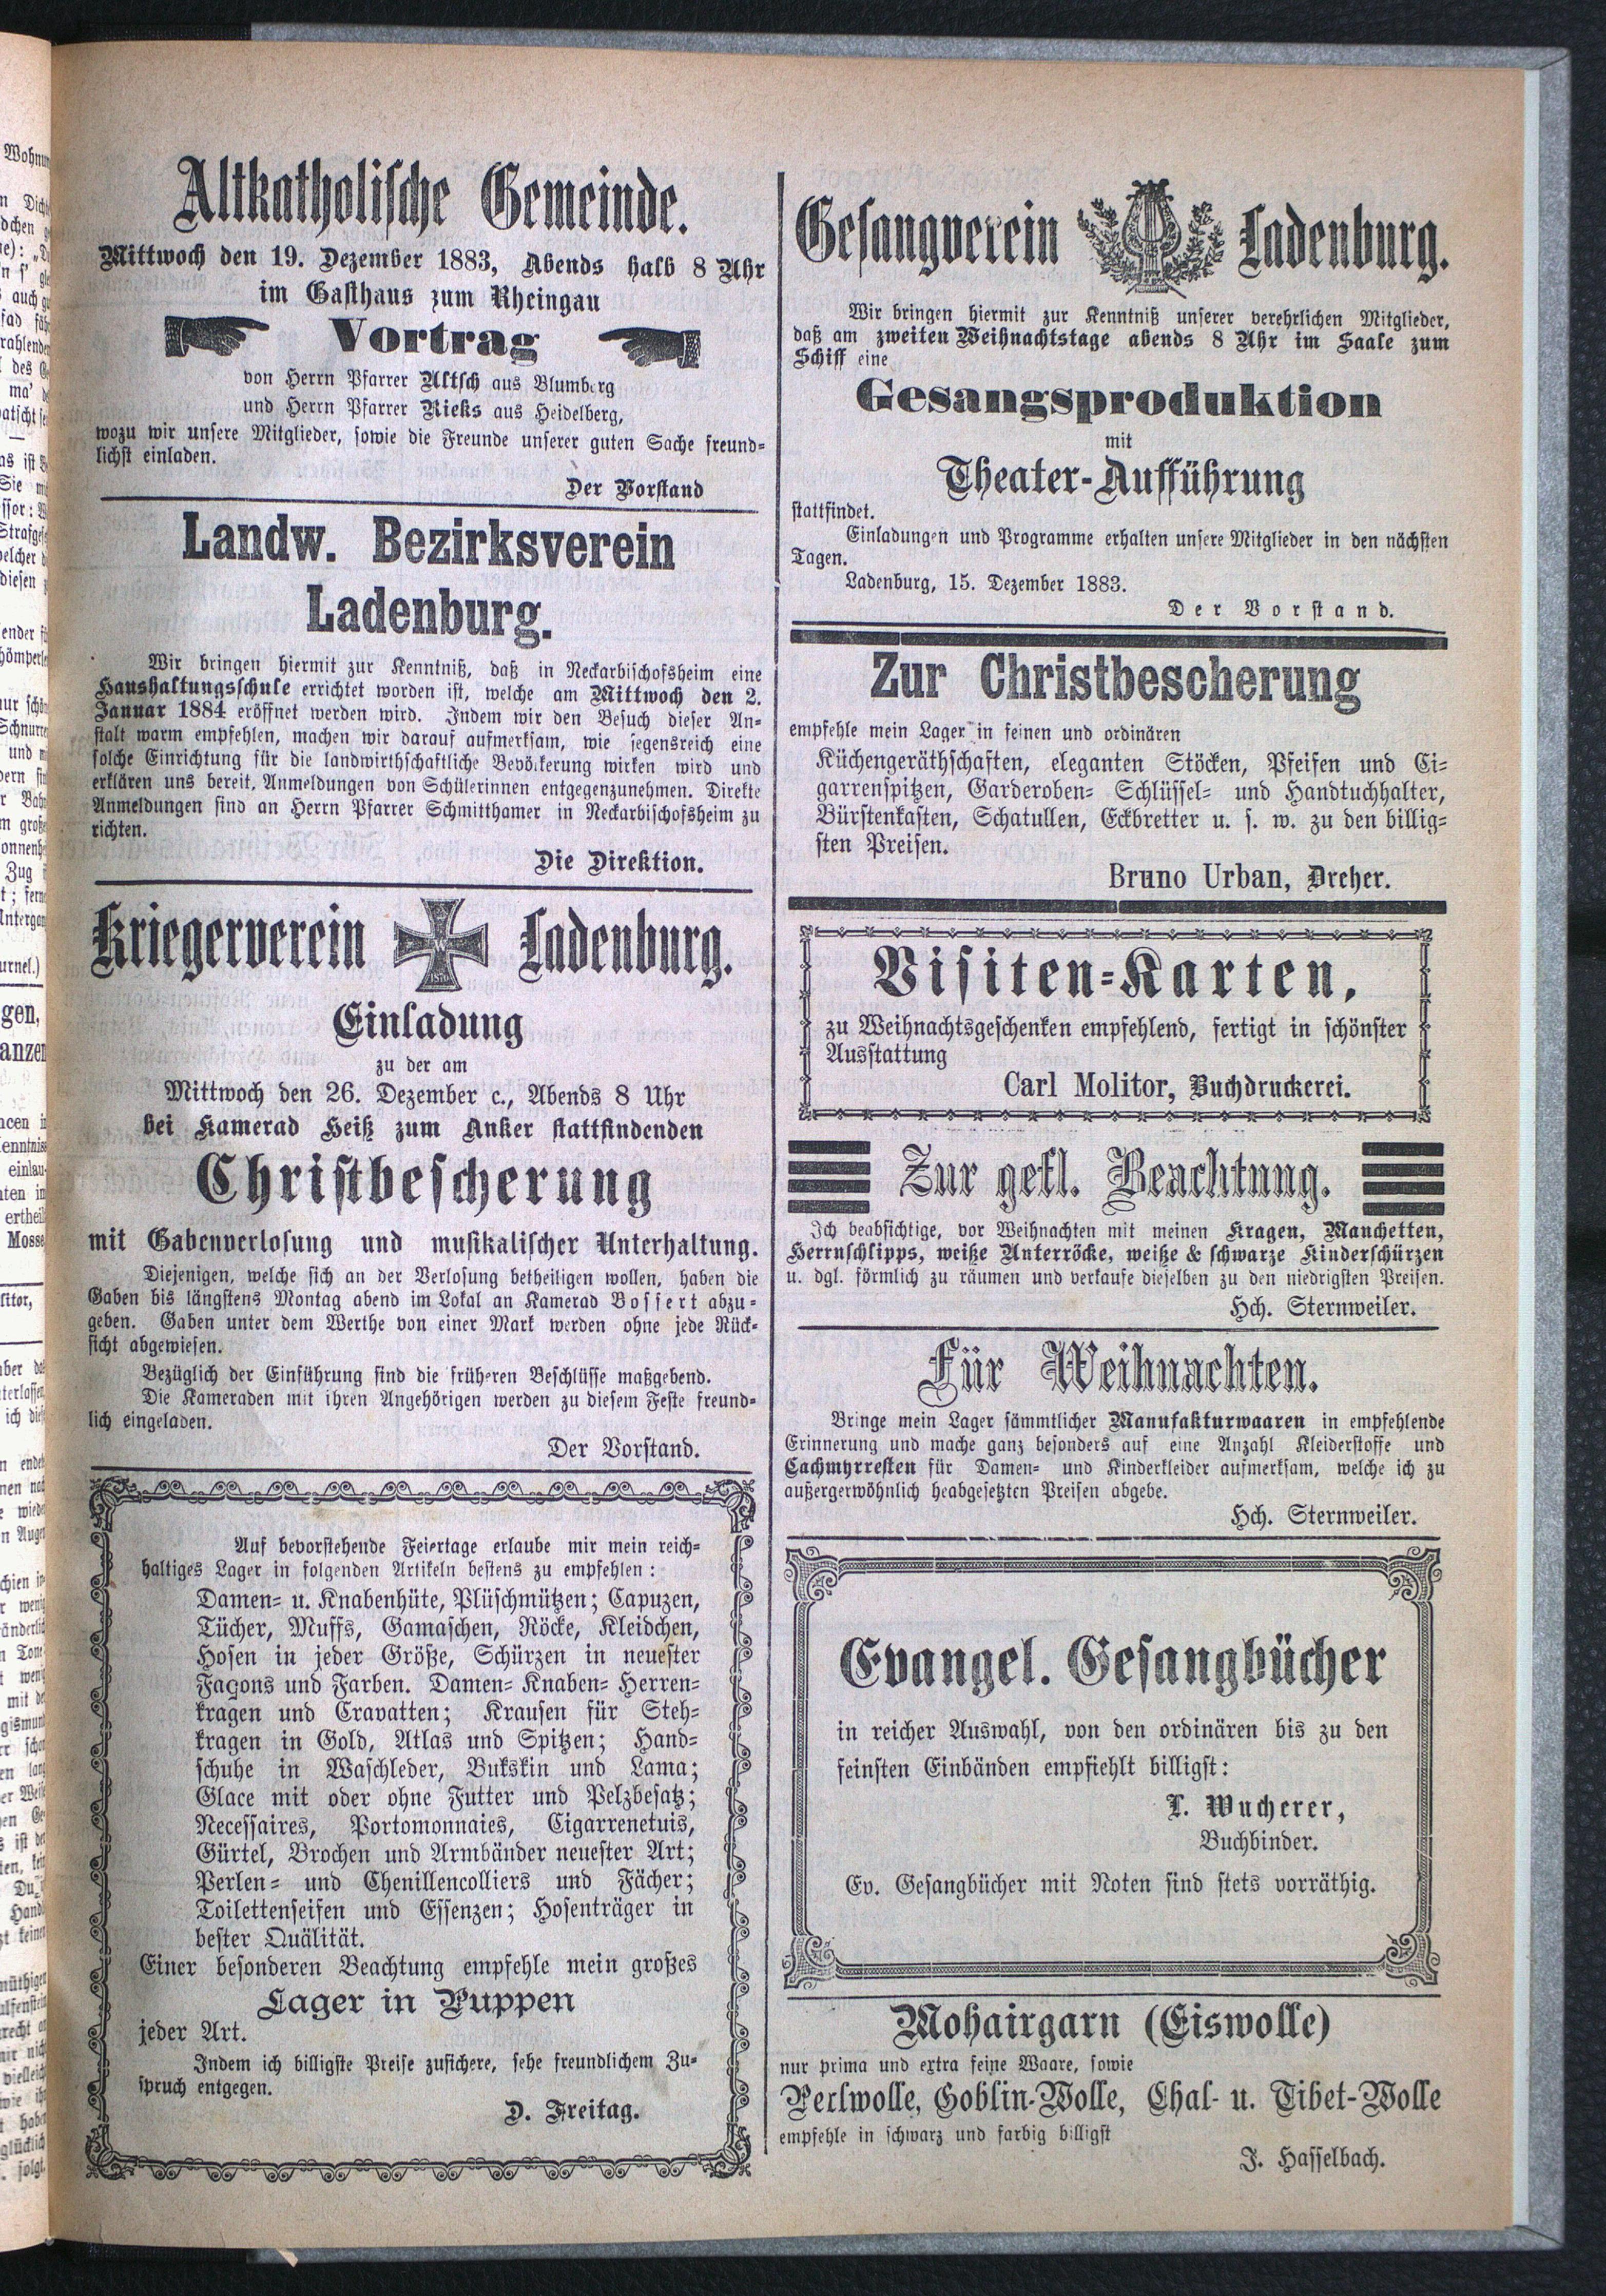 Altkatholische Gemeinde.
Mittwoch den 19. Dezember 1883, Abends halb 8 Uhr
im Gasthaus zum Rheingau
Vortrag
von Herrn Pfarrer Altsch aus Blumberg
und Herrn Pfarrer Rieks aus Heidelberg,
wozu wir unsere Mitglieder, sowie die Freunde unserer guten Sache freund-
lichst einladen.
Der Vorstand
Landw. Bezirksverein
Ladenburg.
Wir bringen hiermit zur Kenntniß, daß in Neckarbischofsheim eine
Haushaltungsschule errichtet worden ist, welche am Mittwoch den 2.
Januar 1884 eröffnet werden wird. Indem wir den Besuch dieser An-
stalt warm empfehlen, machen wir darauf aufmerksam, wie segensreich eine
solche Einrichtung für die landwirthschaftliche Bevölkerung wirken wird und
erklären uns bereit, Anmeldungen von Schülerinnen entgegenzunehmen. Direkte
Anmeldungen sind an Herrn Pfarrer Schmitthamer in Neckarbischofsheim zu
richten.
Die Direktion.
Kriegerverein Ladenburg.
W
Einladung
zu der am
Mittwoch den 26. Dezember c., Abends 8 Uhr
bei Kamerad Heiß zum Anker stattfindenden
Christbescherung
mit Gabenverlosung und musikalischer Unterhaltung.
Diejenigen, welche sich an der Verlosung betheiligen wollen, haben die
Gaben bis längstens Montag abend im Lokal an Kamerad Bossert abzu-
geben. Gaben unter dem Werthe von einer Mark werden ohne jede Rück-
sicht abgewiesen.
Bezüglich der Einführung sind die früheren Beschlüsse maßgebend.
Die Kameraden mit ihren Angehörigen werden zu diesem Feste freund-
lich eingeladen.
Der Vorstand.
Auf bevorstehende Feiertage erlaube mir mein reich-
haltiges Lager in folgenden Artikeln bestens zu empfehlen:
Damen- u. Knabenhüte, Plüschmützen; Capuzen,
Tücher, Muffs, Gamaschen, Röcke, Kleidchen,
Hosen in jeder Größe, Schürzen in neuester
Façons und Farben. Damen- Knaben- Herren-
kragen und Cravatten; Krausen für Steh-
kragen in Gold, Atlas und Spitzen; Hand-
schuhe in Waschleder, Bukskin und Lama;
Glace mit oder ohne Futter und Pelzbesatz;
Necessaires, Portomonnaies, Cigarrenetuis,
Gürtel, Brochen und Armbänder neuester Art;
Perlen- und Chenillencolliers und Fächer;
Toilettenseifen und Essenzen; Hosenträger in
bester Quälität.
Einer besonderen Beachtung empfehle mein großes
Lager in Puppen
jeder Art.
Indem ich billigste Preise zusichere, sehe freundlichem Zu-
spruch entgegen.
D. Freitag.
Gesangverein Ladenburg.
Wir bringen hiermit zur Kenntniß unserer verehrlichen Mitglieder,
daß am zweiten Weihnachtstage abends 8 Uhr im Saale zum
Schiff eine
Gesangsproduktion
mit
Theater-Aufführung
stattfindet.
Einladungen und Programme erhalten unsere Mitglieder in den nächsten
Tagen.
Ladenburg, 15. Dezember 1883.
Der Vorstand.
Zur Christbescherung
empfehle mein Lager in feinen und ordinären
Küchengeräthschaften, eleganten Stöcken, Pfeifen und Ci-
garrenspitzen, Garderoben- Schlüssel- und Handtuchhalter,
Bürstenkasten, Schatullen, Eckbretter u. s. w. zu den billig-
sten Preisen.
Bruno Urban, Dreher.
Visiten-Karten,
zu Weihnachtsgeschenken empfehlend, fertigt in schönster
Ausstattung
Carl Molitor, Buchdruckerei.
Zur gefl. Beachtung.
Ich beabsichtige, vor Weihnachten mit meinen Kragen, Manchetten,
Herrnschlipps, weiße Unterröcke, weiße & schwarze Kinderschürzen
u. dgl. förmlich zu räumen und verkaufe dieselben zu den niedrigsten Preisen.
Hch. Sternweiler.
Für Weihnachten.
Bringe mein Lager sämmtlicher Manufakturwaaren in empfehlende
Erinnerung und mache ganz besonders auf eine Anzahl Kleiderstoffe und
Cachmyrresten für Damen- und Kinderkleider aufmerksam, welche ich zu
außergerwöhnlich heabgesetzten Preisen abgebe.
Hch. Sternweiler.
Evangel. Gesangbücher
in reicher Auswahl, von den ordinären bis zu den
feinsten Einbänden empfiehlt billigst:
L. Wucherer,
Buchbinder.
Ev. Gesangbücher mit Noten sind stets vorräthig.
Mohairgarn (Eiswolle)
nur prima und extra feine Waare, sowie
Perlwolle, Goblin-Wolle, Chal- u. Tibet-Wolle
empfehle in schwarz und farbig billigst
J. Hasselbach.